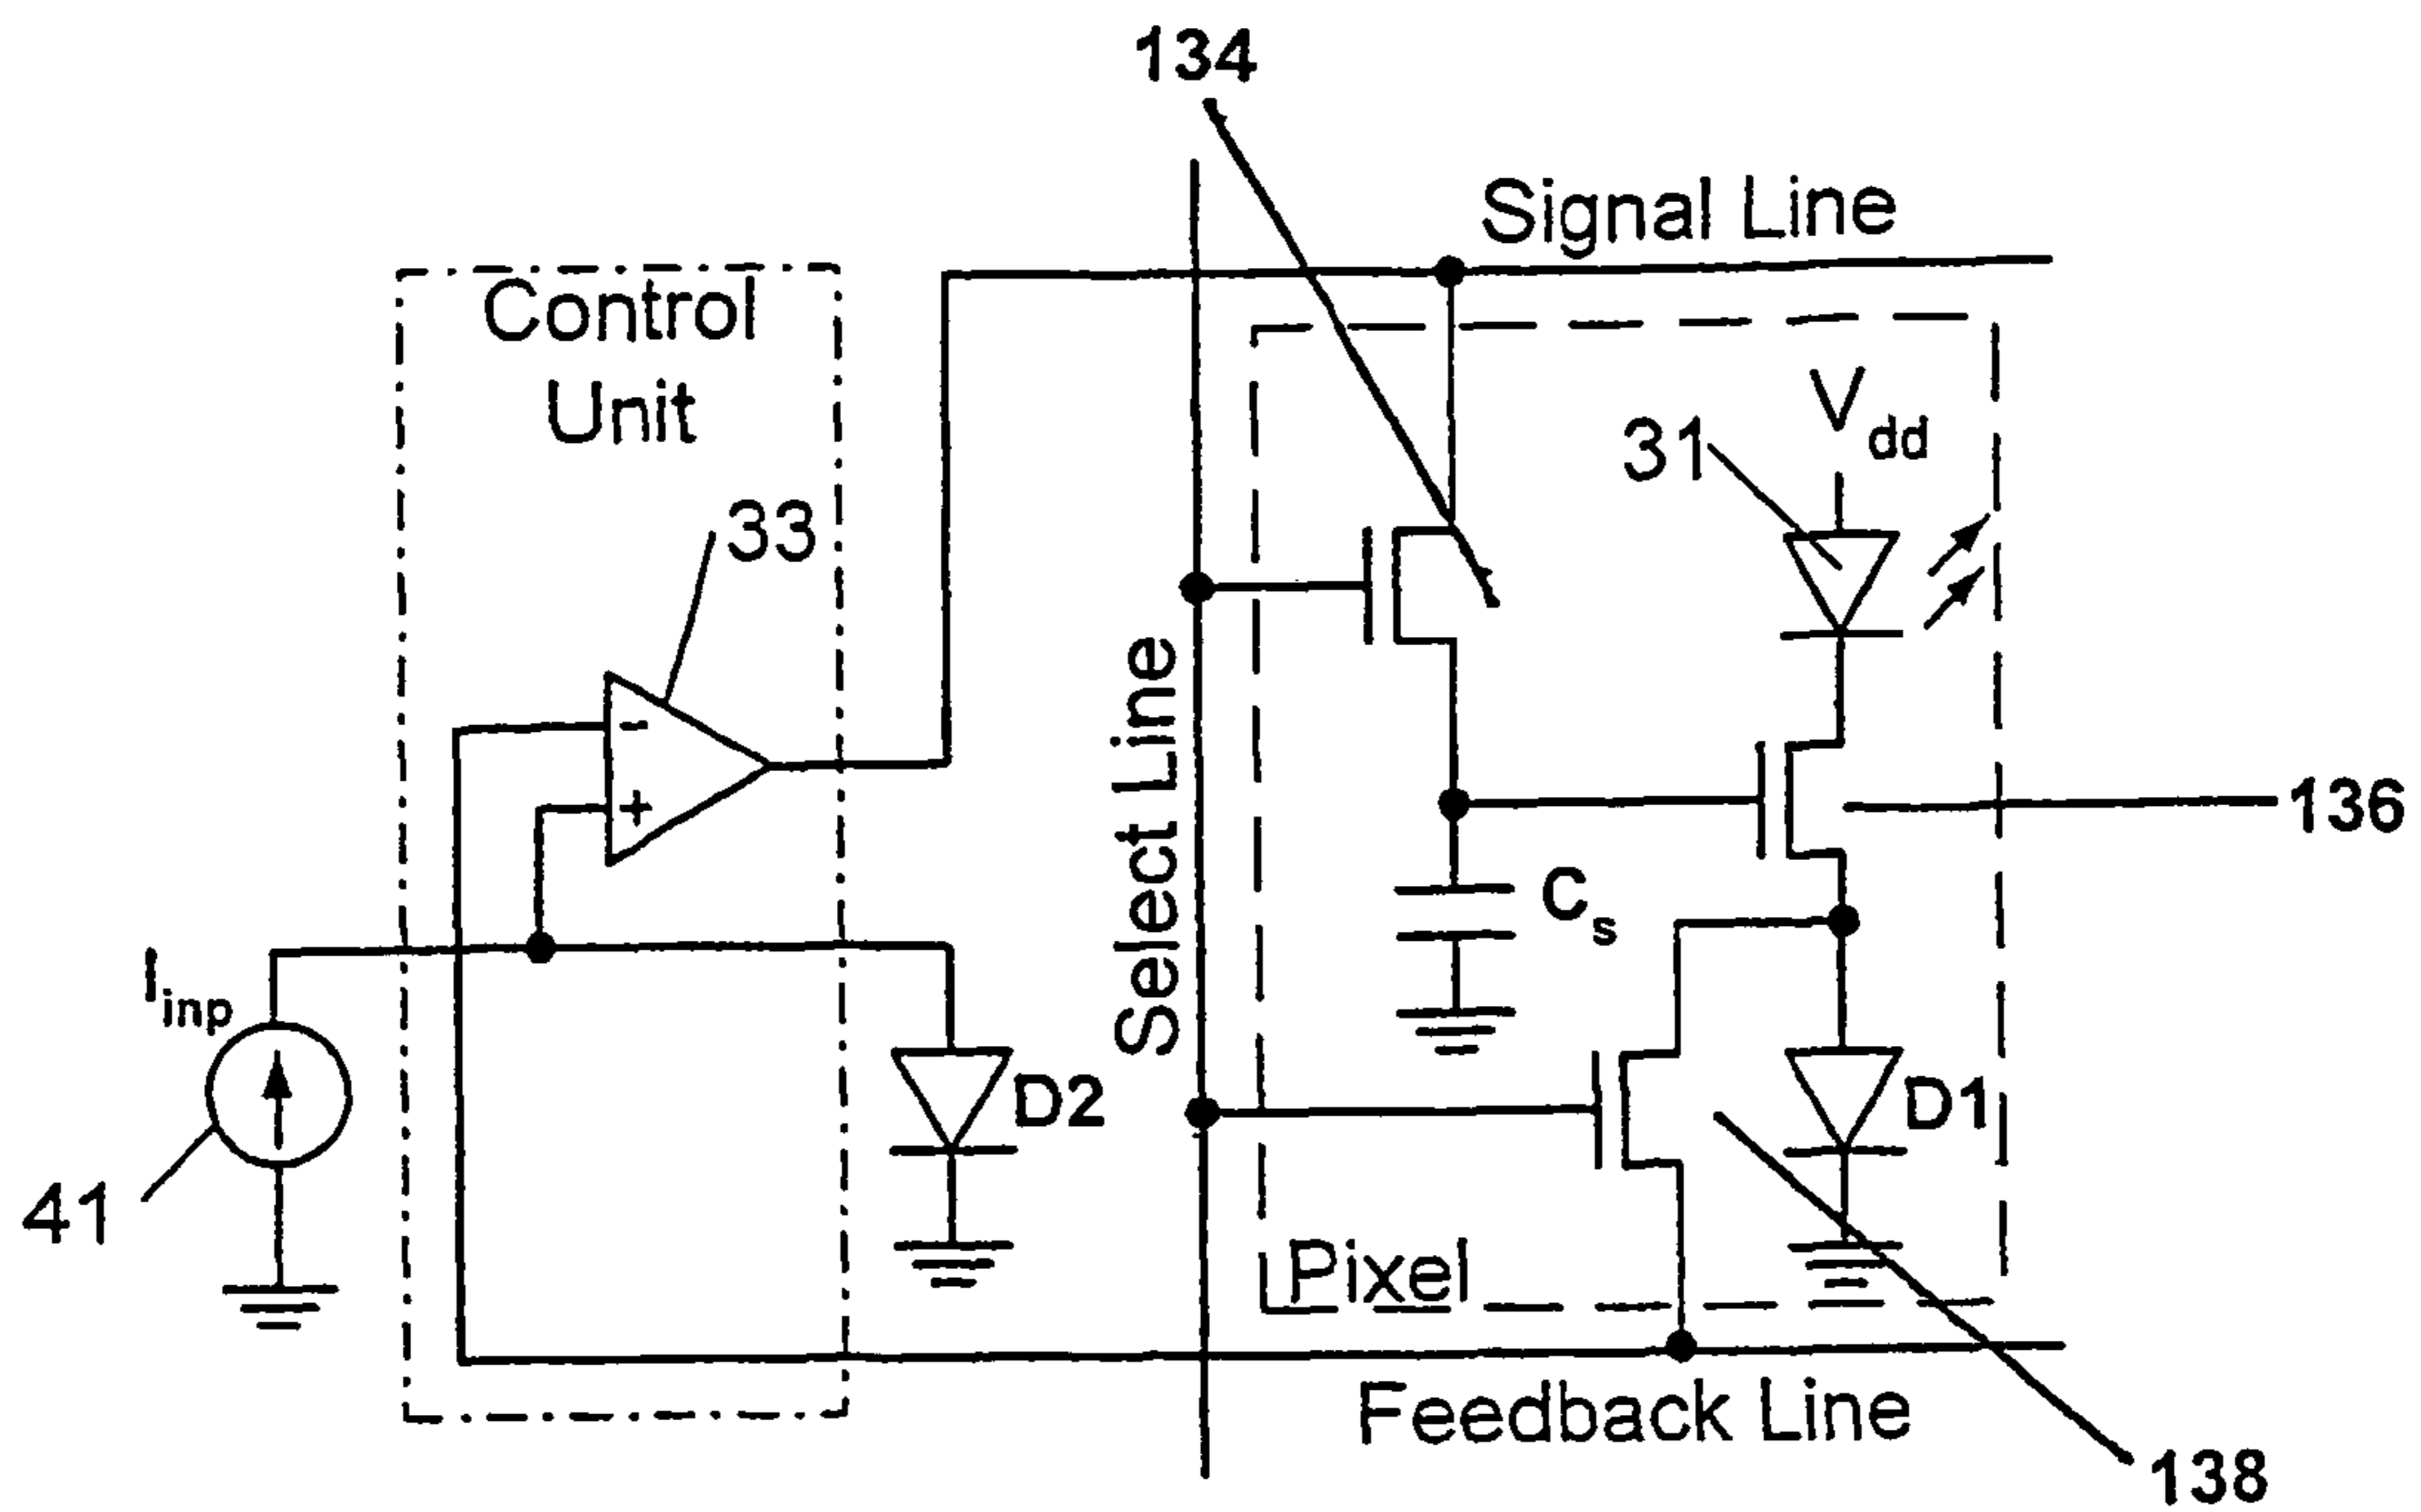 134
Signal Line
Control
Unit
V dd
31
33
136
Select Line
C s
-
+
I inp
D2
D1
41
Pixel
Feedback Line
138